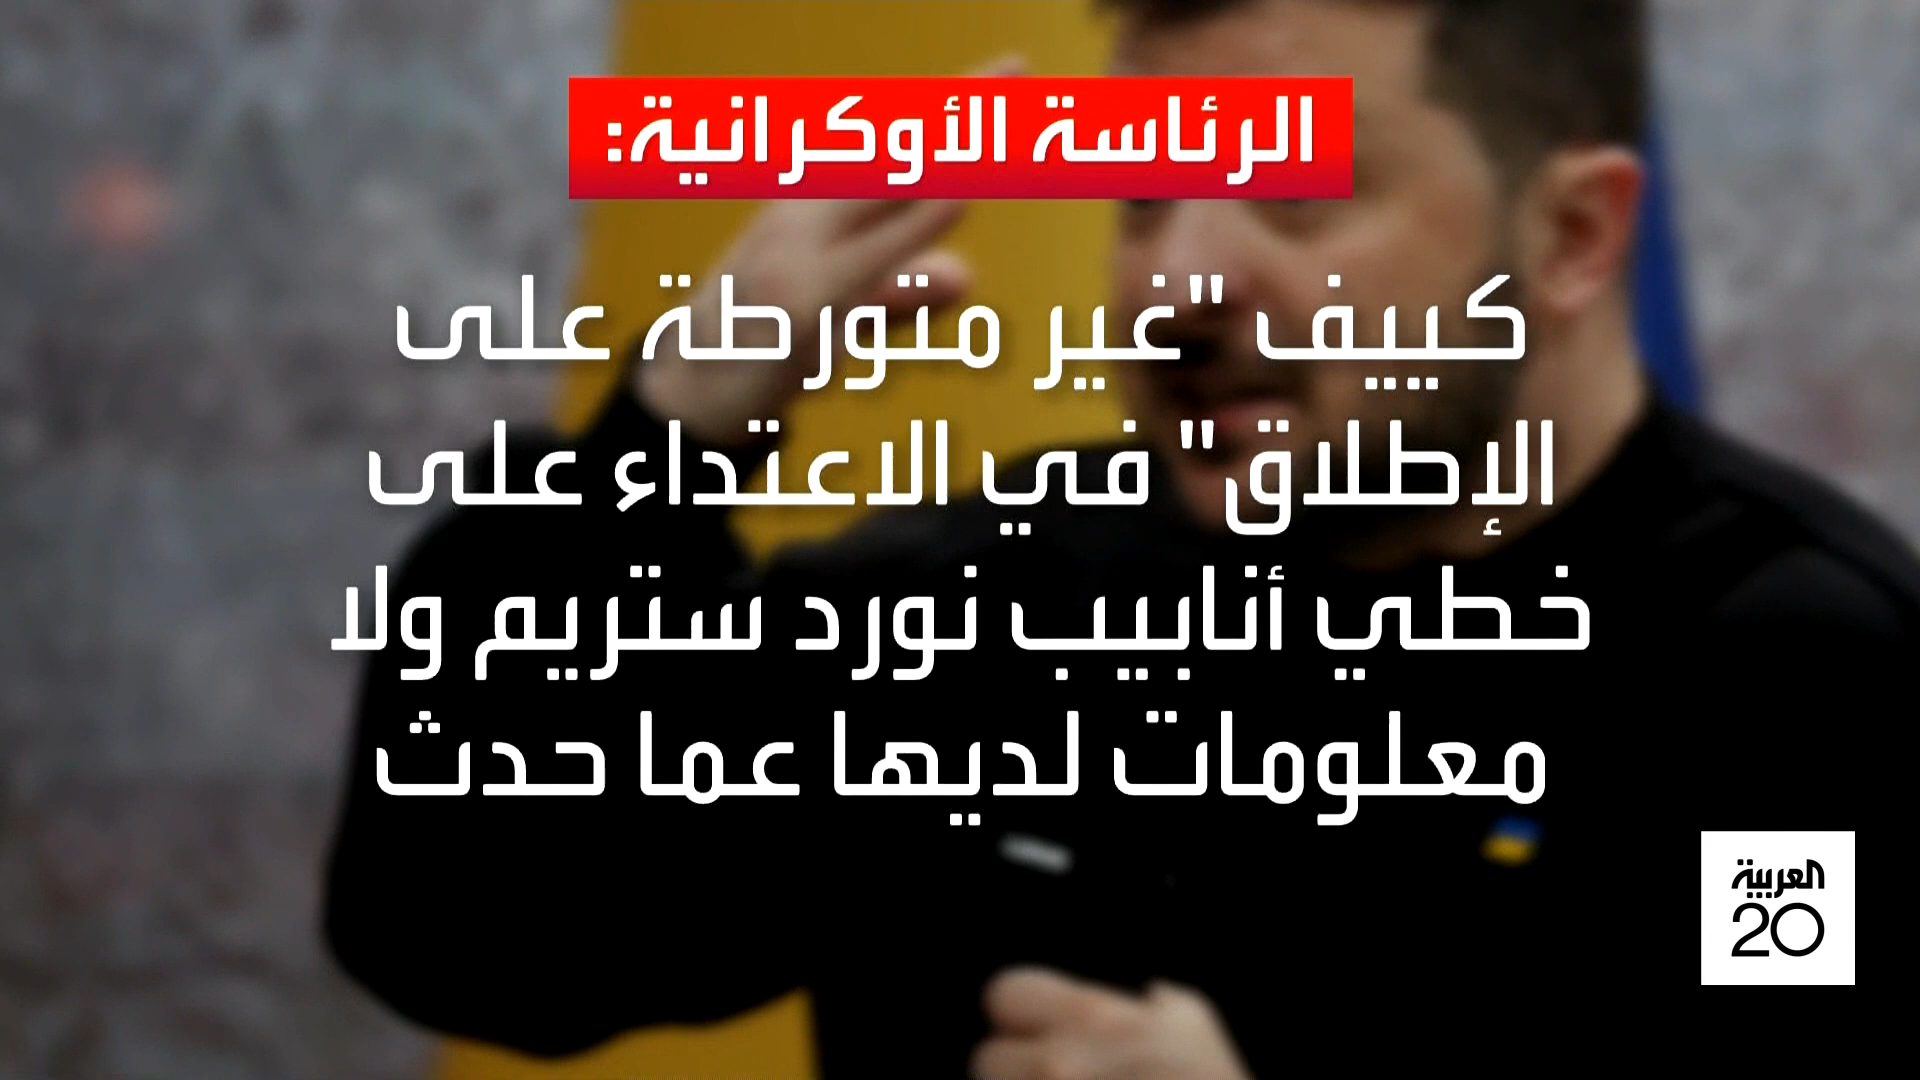 الرئاسة الأوكرانية:
كييف "غير متورطة على
الإطلاق" في الاعتداء على
خطي أنابيب نورد ستريم ولا
معلومات لديها عما حدث
العربية
20